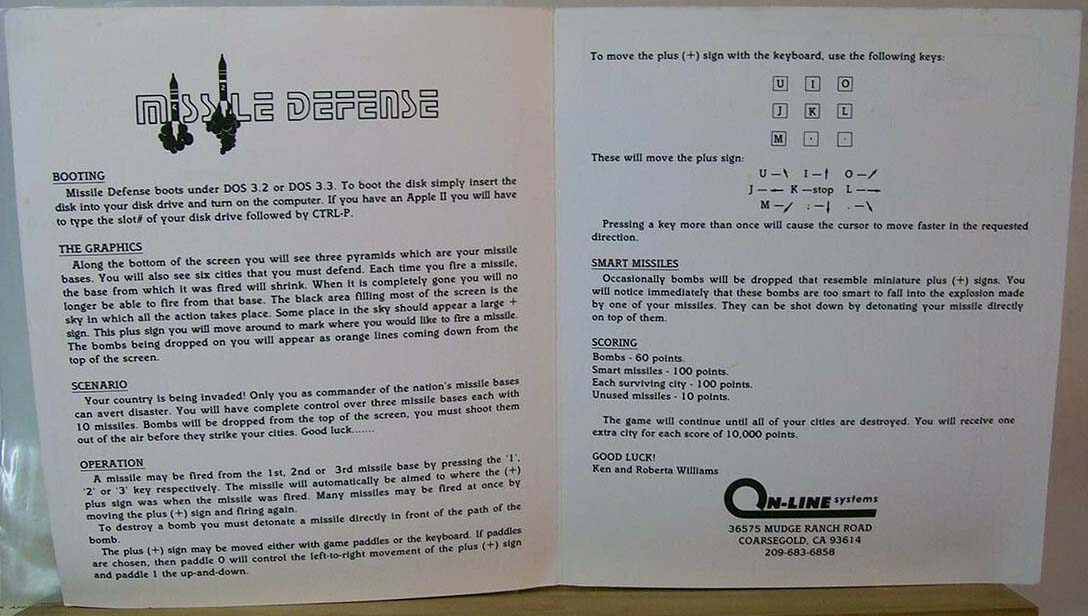 MISSILE DEFENSE
BOOTING
Missile Defense boots under DOS 3.2 or DOS 3.3. To boot the disk simply insert the
disk into your disk drive and turn on the computer. If you have an Apple II you will have
to type the slot# of your disk drive followed by CTRL-P.
THE GRAPHICS
Along the bottom of the screen you will see three pyramids which are your missile
bases. You will also see six cities that you must defend. Each time you fire a missile,
the base from which it was fired will shrink. When it is completely gone you will no
longer be able to fire from that base. The black area filling most of the screen is the
sky in which all the action takes place. Some place in the sky should appear a large +
sign. This plus sign you will move around to mark where you would like to fire a missile.
The bombs being dropped on you will appear as orange lines coming down from the
top of the screen.
SCENARIO
Your country is being invaded! Only you as commander of the nation's missile bases
can avert disaster. You will have complete control over three missile bases each with
10 missiles. Bombs will be dropped from the top of the screen, you must shoot them
out of the air before they strike your cities. Good luck.......
OPERATION
A missile may be fired from the 1st, 2nd or 3rd missile base by pressing the '1',
'2' or '3' key respectively. The missile will automatically be aimed to where the (+)
plus sign was when the missile was fired. Many missiles may be fired at once by
moving the plus (+) sign and firing again.
To destroy a bomb you must detonate a missile directly in front of the path of the
bomb.
The plus (+) sign may be moved either with game paddles or the keyboard. If paddles
are chosen, then paddle 0 will control the left-to-right movement of the plus (+) sign
and paddle 1 the up-and-down.
To move the plus (+) sign with the keyboard, use the following keys:
U I O
J K L
M . .
These will move the plus sign:
U — \ I — ↑ O — /
J — ← K —stop L — →
M — / ; — ↓ . — \
Pressing a key more than once will cause the cursor to move faster in the requested
direction.
SMART MISSILES
Occasionally bombs will be dropped that resemble miniature plus (+) signs. You
will notice immediately that these bombs are too smart to fall into the explosion made
by one of your missiles. They can be shot down by detonating your missile directly
on top of them.
SCORING
Bombs - 60 points.
Smart missiles - 100 points.
Each surviving city - 100 points.
Unused missiles - 10 points.
The game will continue until all of your cities are destroyed. You will receive one
extra city for each score of 10,000 points.
GOOD LUCK!
Ken and Roberta Williams
ON-LINE systems
36575 MUDGE RANCH ROAD
COARSEGOLD, CA 93614
209-683-6858